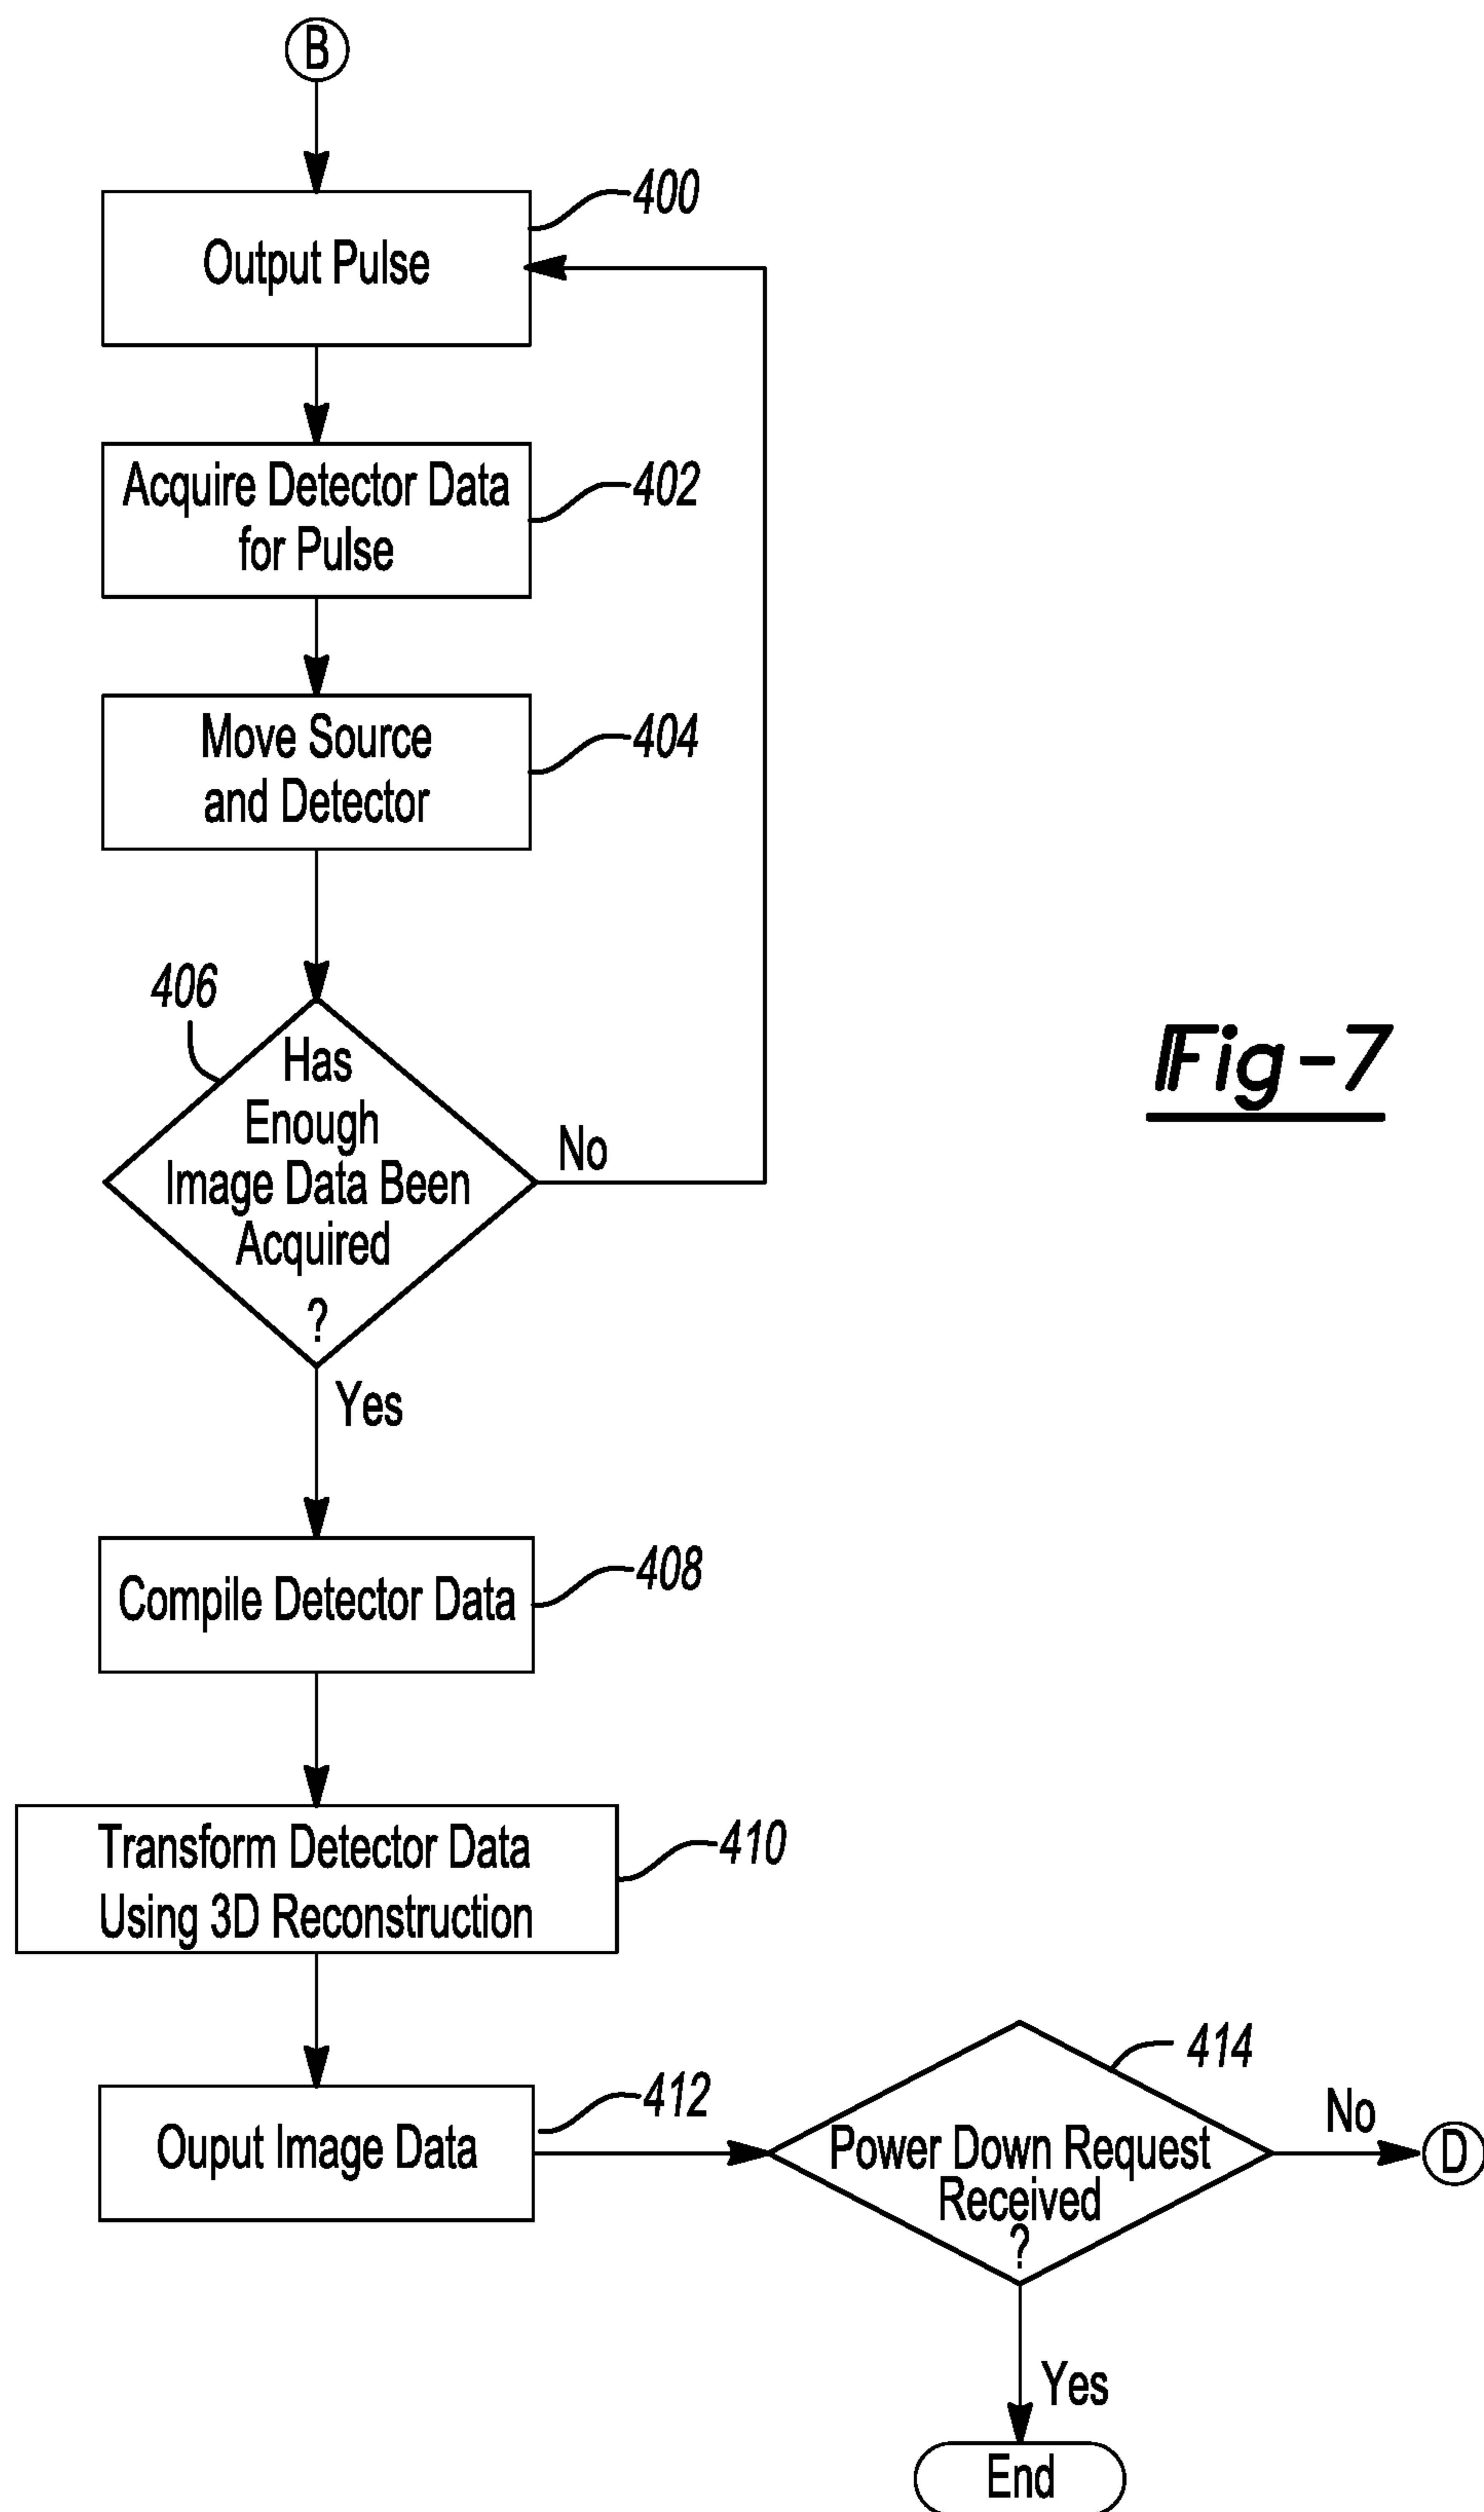 B
400
Output Pulse
Acquire Detector Data
for Pulse
402
Move Source
and Detector
404
406
Has
Enough
Image Data Been
Acquired
?
No
Yes
Fig-7
Compile Detector Data
408
Transform Detector Data
Using 3D Reconstruction
410
Ouput Image Data
412
414
Power Down Request
Received
?
No
D
Yes
End